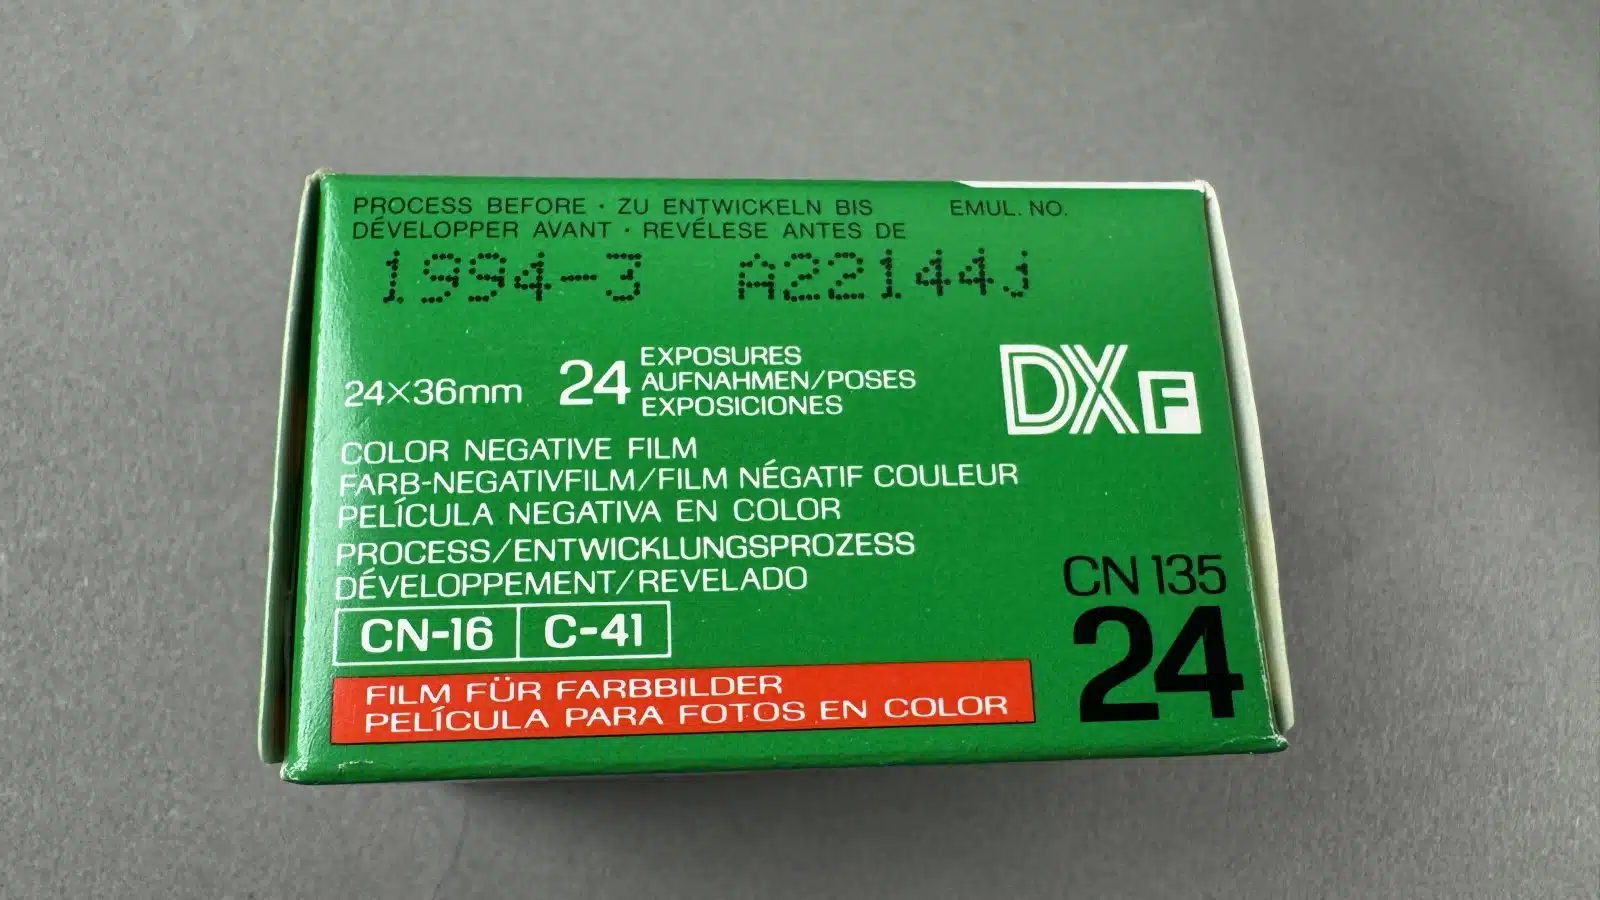 PROCESS BEFORE · ZU ENTWICKELN BIS EMUL. NO.
DÉVELOPPER AVANT · REVÉLESE ANTES DE
1994-3 A22144J
24×36mm 24 EXPOSURES
AUFNAHMEN/POSES
EXPOSICIONES
DX F
COLOR NEGATIVE FILM
FARB-NEGATIVFILM/FILM NÉGATIF COULEUR
PELÍCULA NEGATIVA EN COLOR
PROCESS/ENTWICKLUNGSPROZESS
DÉVELOPPEMENT/REVELADO
CN-16 C-41
CN 135
24
FILM FÜR FARBBILDER
PELÍCULA PARA FOTOS EN COLOR